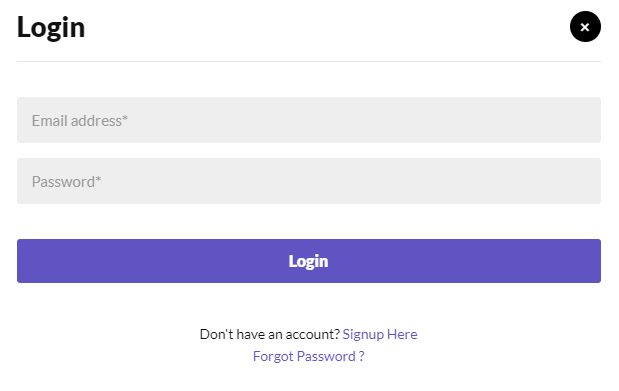 Login
Email address*
Password*
Login
Don't have an account? Signup Here
Forgot Password ?